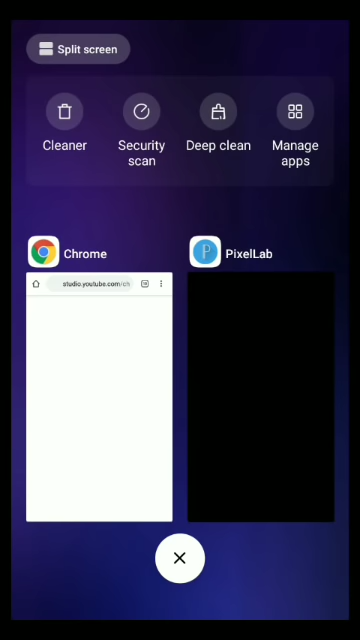 Split screen
Cleaner
Security
scan
Deep clean
Manage
apps
Chrome
PixelLab
studio.youtube.com/ch